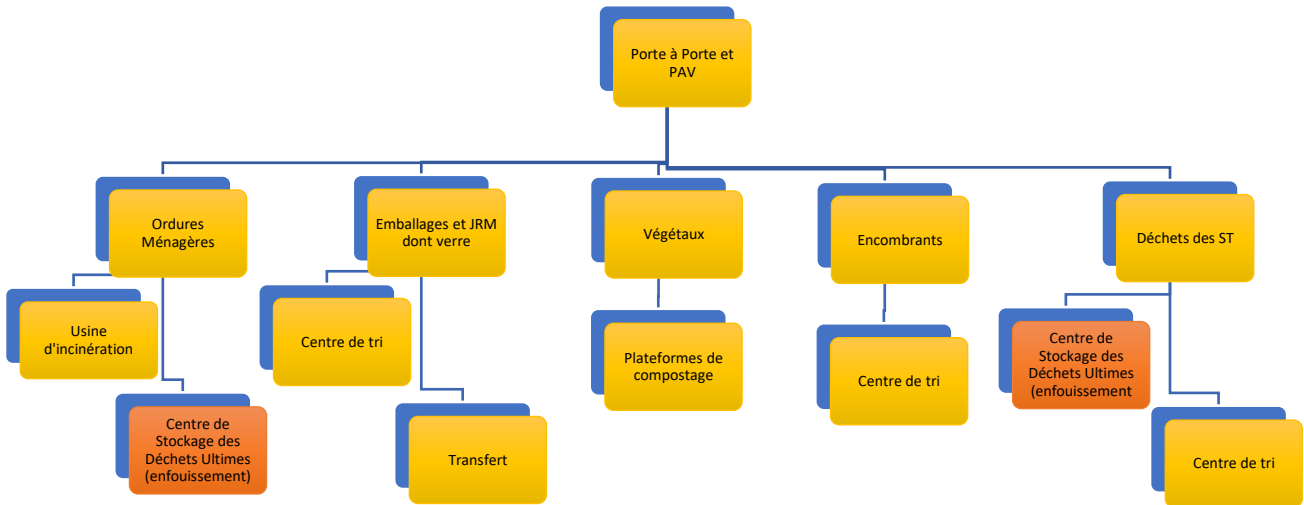 Porte à Porte et
PAV
Ordures
Ménagères
Emballages et JRM
dont verre
Végétaux
Encombrants
Déchets des ST
Usine
d'incinération
Centre de
Stockage des
Déchets Ultimes
(enfouissement)
Centre de tri
Transfert
Plateformes de
compostage
Centre de tri
Centre de
Stockage des
Déchets Ultimes
(enfouissement
Centre de tri